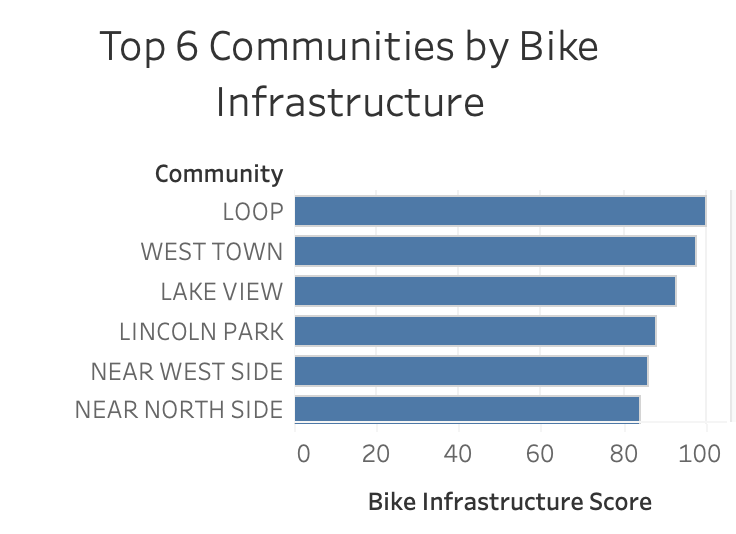 Top 6 Communities by Bike
Infrastructure
Community
LOOP
WEST TOWN
LAKE VIEW
LINCOLN PARK
NEAR WEST SIDE
NEAR NORTH SIDE
0 20 40 60 80 100
Bike Infrastructure Score